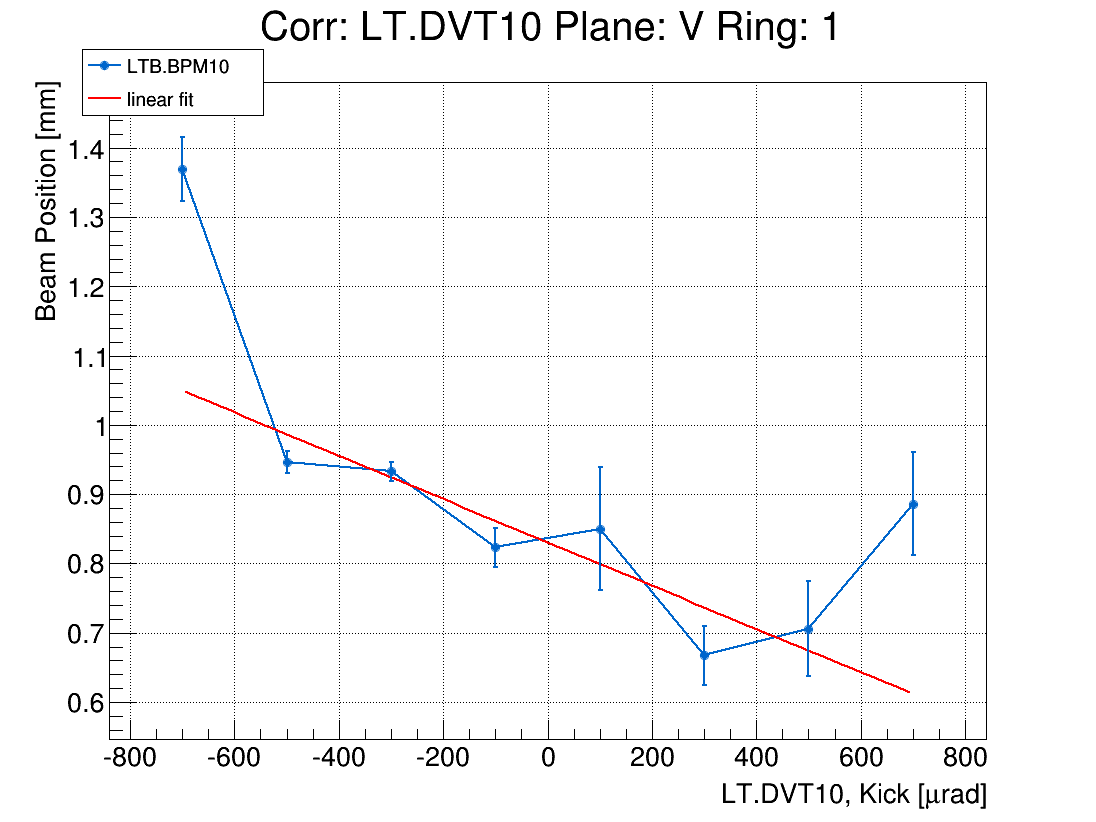 Corr: LT.DVT10 Plane: V Ring: 1
LTB.BPM10
linear fit
Beam Position [mm]
1.4
1.3
1.2
1.1
1
0.9
0.8
0.7
0.6
-800 -600 -400 -200 0 200 400 600 800
LT.DVT10, Kick [μrad]